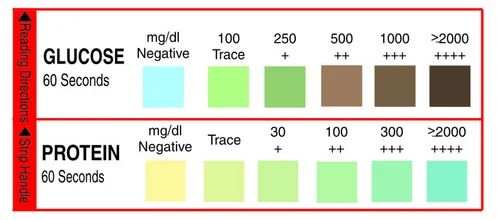 ◀ Reading Directions ◀ Strip Handle
GLUCOSE
60 Seconds
mg/dl 100 250 500 1000 >2000
Negative Trace + ++ +++ ++++
PROTEIN
60 Seconds
mg/dl Trace 30 100 300 ≥2000
Negative + ++ +++ ++++